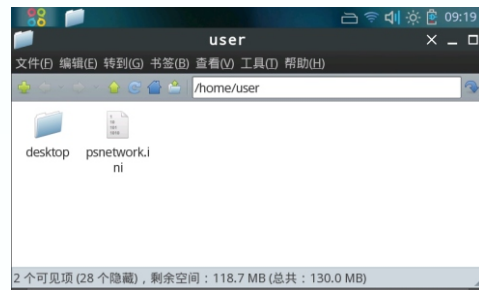 09:19
user
文件(F) 编辑(E) 转到(G) 书签(B) 查看(V) 工具(T) 帮助(H)
/home/user
desktop
psnetwork.i
ni
2 个可见项 (28 个隐藏) , 剩余空间 : 118.7 MB (总共 : 130.0 MB)